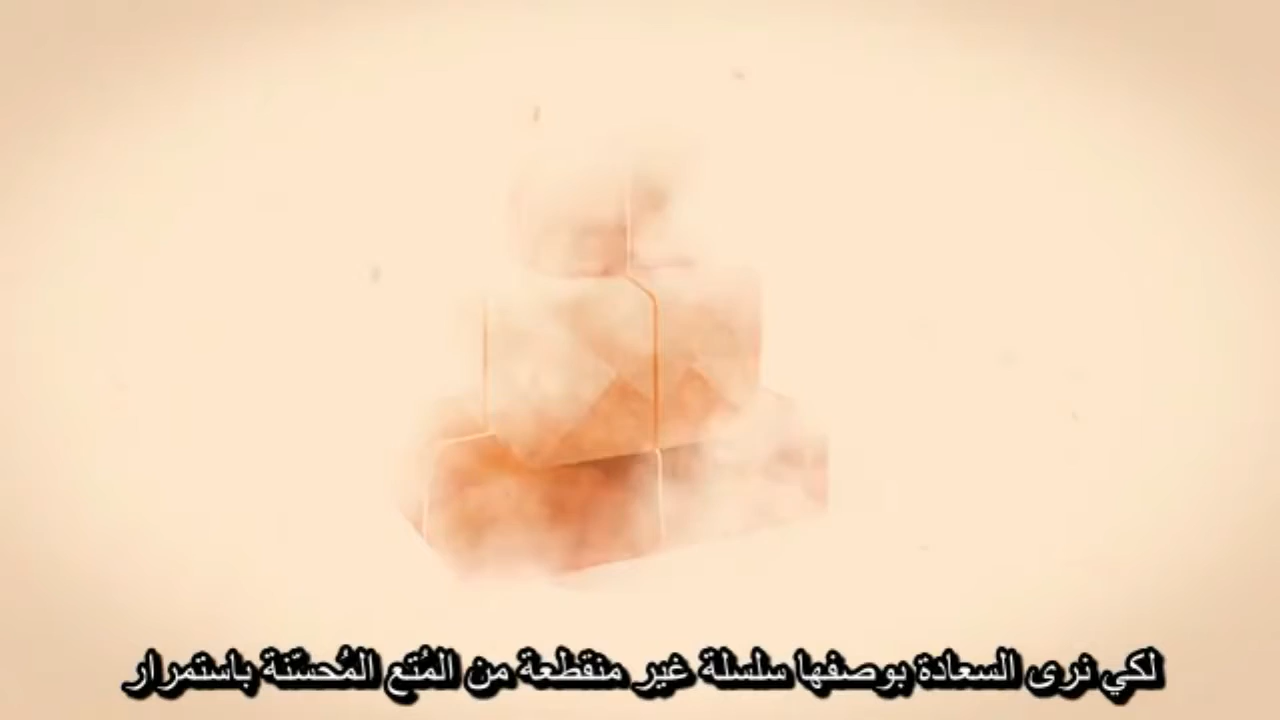 لكي نرى السعادة بوصفها سلسلة غير منقطعة من المُتع المُحسّنة باستمرار